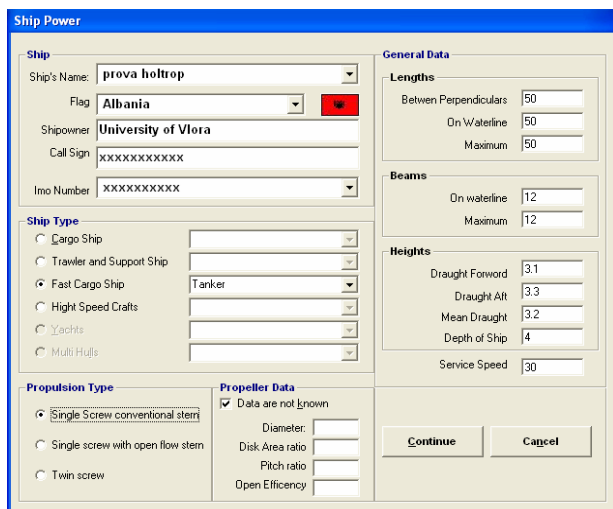 Ship Power
Ship
Ship's Name: prova holtrop
Flag Albania
Shipowner University of Vlora
Call Sign xxxxxxxxxxx
Imo Number xxxxxxxxxx
Ship Type
Cargo Ship
Trawler and Support Ship
Fast Cargo Ship Tanker
Hight Speed Crafts
Yachts
Multi Hulls
Propulsion Type
Single Screw conventional stern
Single screw with open flow stern
Twin screw
Propeller Data
Data are not known
Diameter:
Disk Area ratio
Pitch ratio
Open Efficency
General Data
Lengths
Betwen Perpendiculars 50
On Waterline 50
Maximum 50
Beams
On waterline 12
Maximum 12
Heights
Draught Forword 3.1
Draught Aft 3.3
Mean Draught 3.2
Depth of Ship 4
Service Speed 30
Continue Cancel